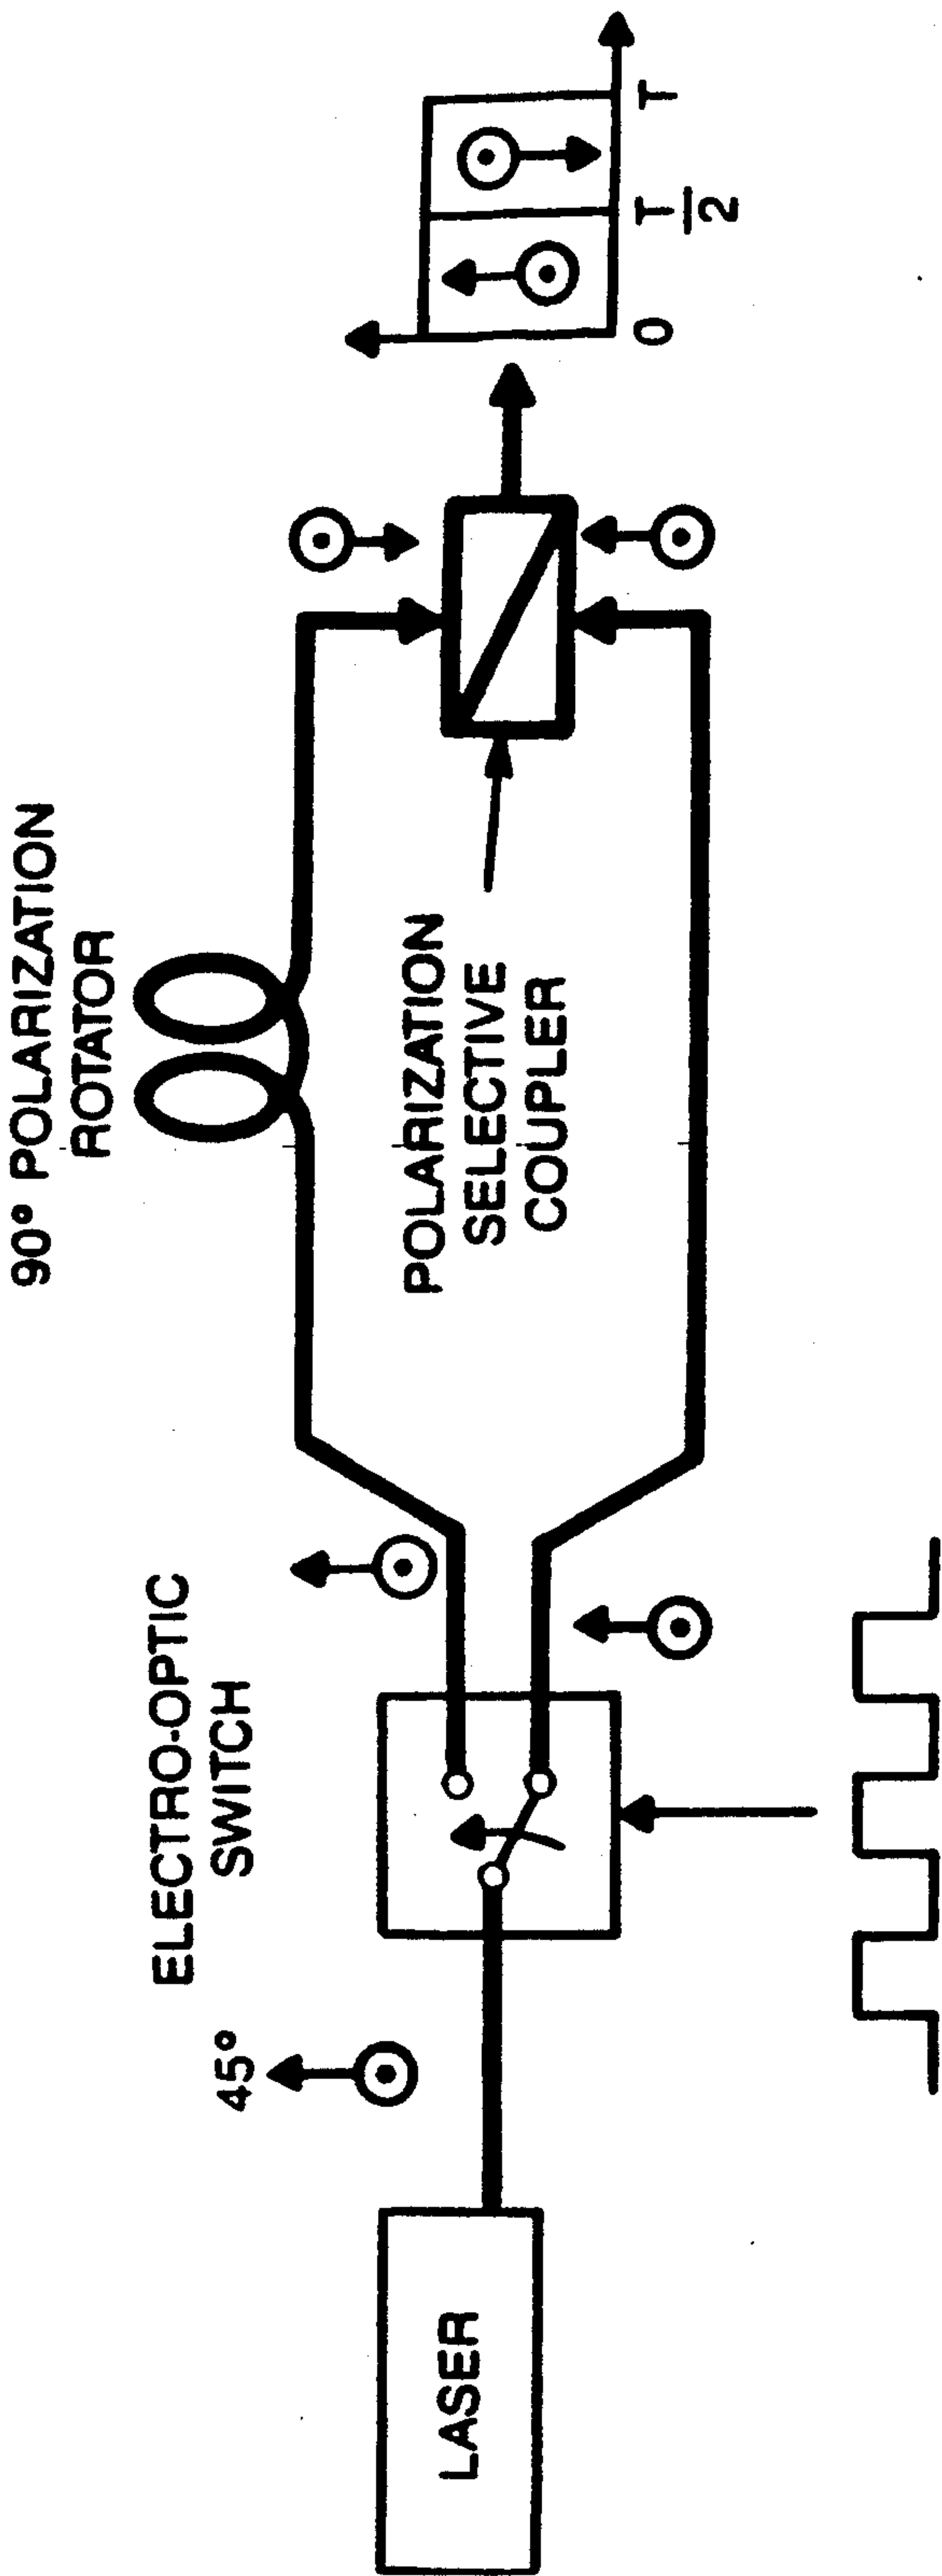 90° POLARIZATION
ROTATOR
ELECTRO-OPTIC
SWITCH
45°
POLARIZATION
SELECTIVE
COUPLER
LASER
0
T
2
T